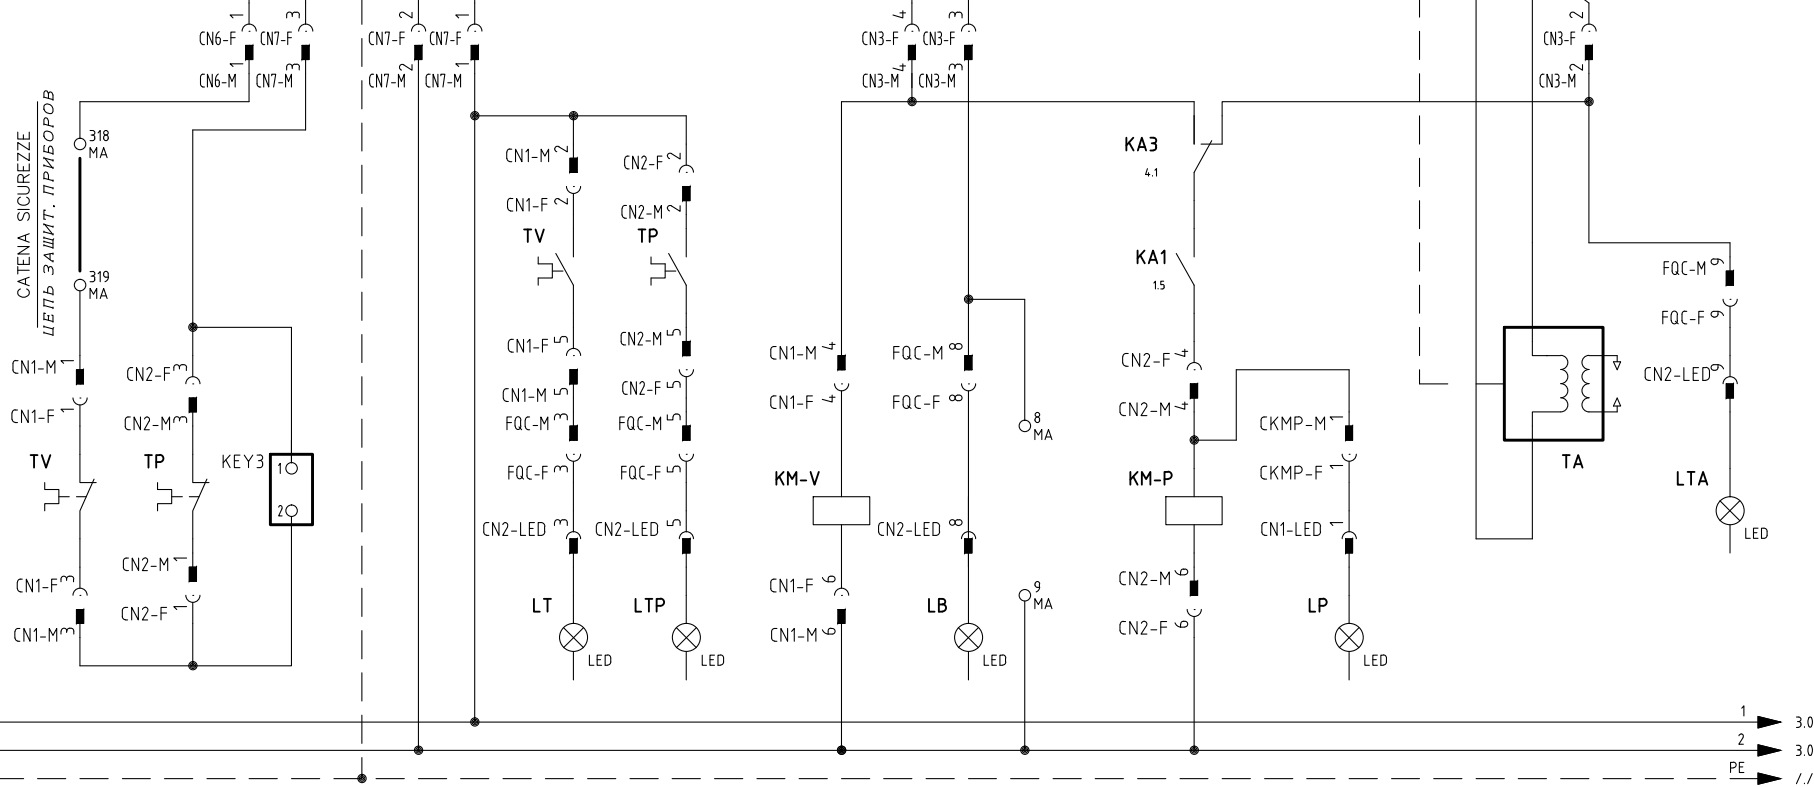 1 3 2 1 4 3 2
CN6-F CN7-F CN7-F CN7-F CN3-F CN3-F CN3-F
1 3 2 1 4 3 2
CN6-M CN7-M CN7-M CN7-M CN3-M CN3-M CN3-M
CATENA SICUREZZE
ЦЕПЬ ЗАЩИТ. ПРИБОРОВ
318
MA
319
MA
CN1-M 1
CN1-F 1
TV
CN1-F 3
CN1-M 3
CN2-F 3
CN2-M 3
TP
CN2-M 1
CN2-F 1
KEY3
1
2
CN1-M 2
CN1-F 2
TV
CN1-F 5
CN1-M 5
FQC-M 3
FQC-F 3
CN2-LED 3
LT
LED
CN2-F 2
CN2-M 2
TP
CN2-M 5
CN2-F 5
FQC-M 5
FQC-F 5
CN2-LED 5
LTP
LED
CN1-M 4
CN1-F 4
KM-V
CN1-F 6
CN1-M 6
FQC-M 8
FQC-F 8
CN2-LED 8
LB
LED
8
MA
9
MA
KA3
4.1
KA1
1.5
CN2-F 4
CN2-M 4
KM-P
CN2-M 6
CN2-F 6
CKMP-M 1
CKMP-F 1
CN1-LED 1
LP
LED
TA
FQC-M 9
FQC-F 9
CN2-LED 9
LTA
LED
1 3.0
2 3.0
PE /./